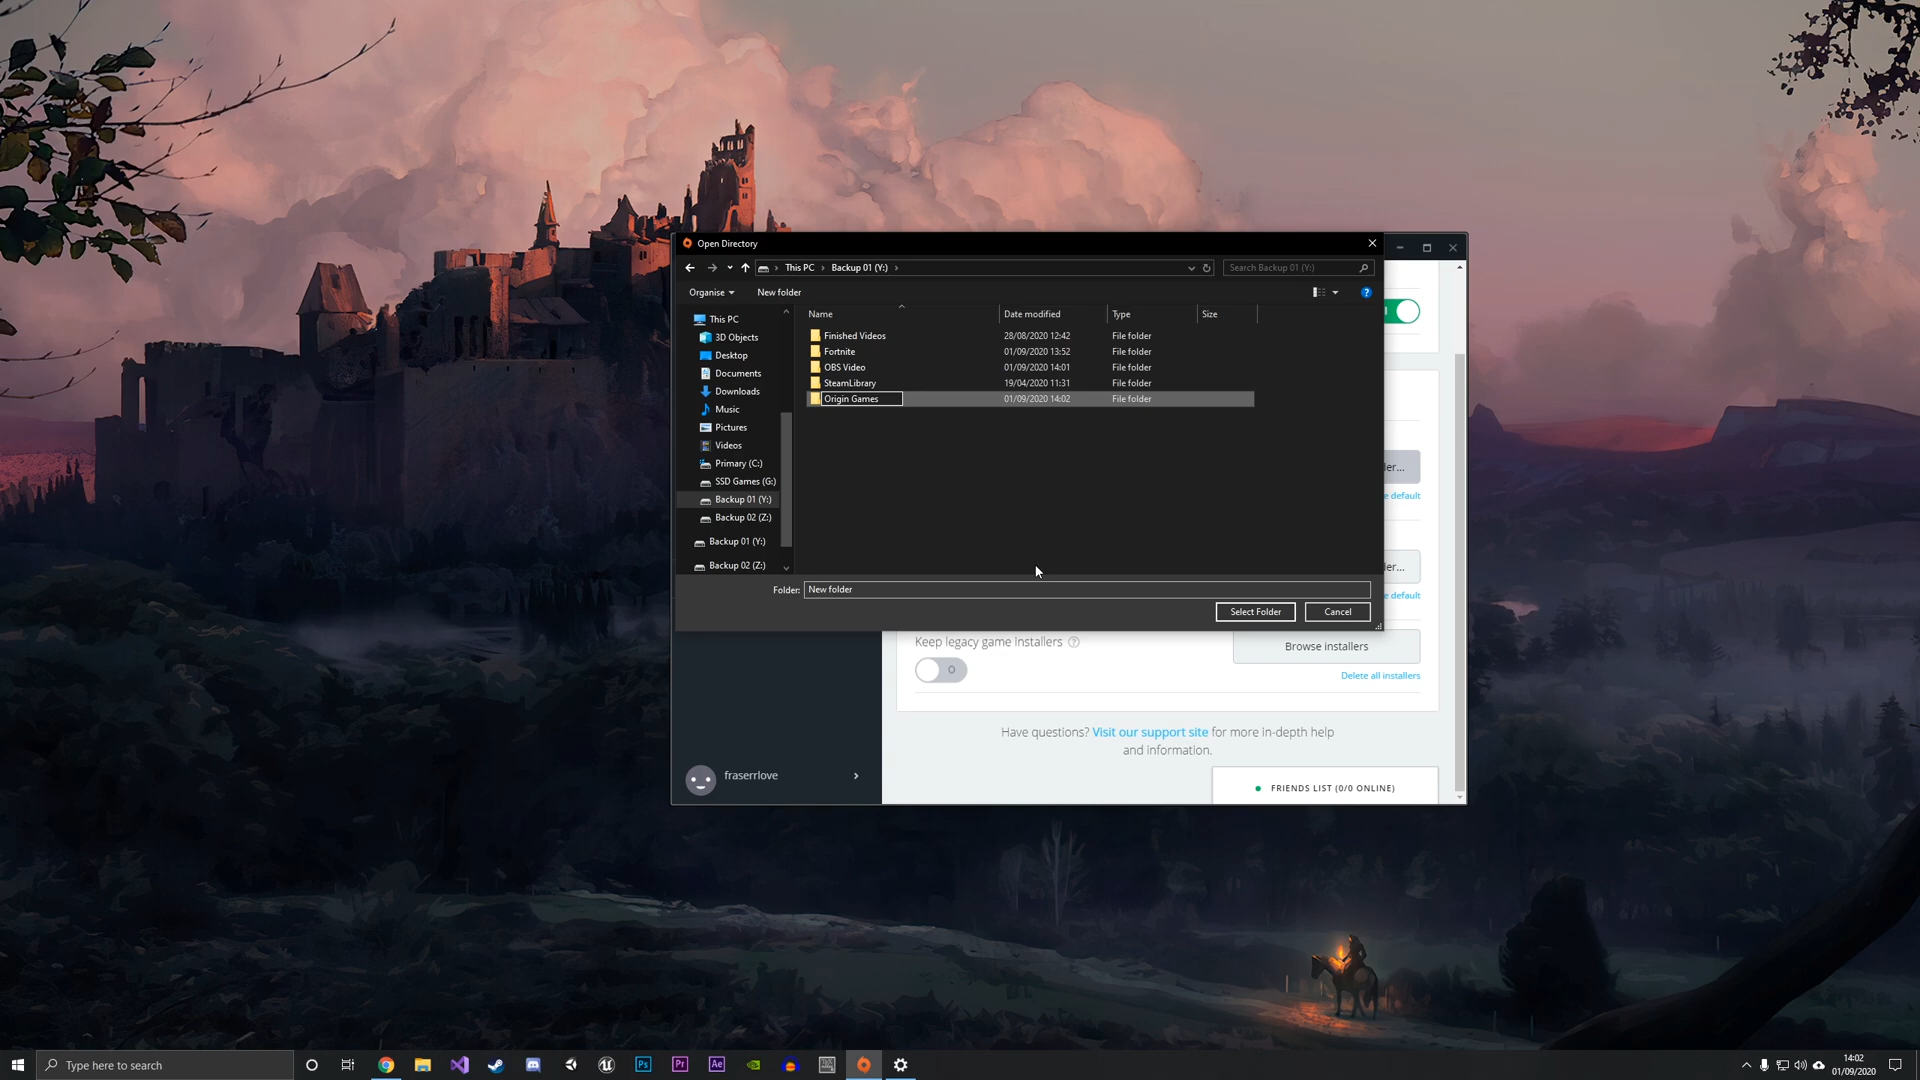 Open Directory
This PC > Backup 01 (Y:) >
Search Backup 01 (Y:)
Organise
New folder
Name
Date modified
Type
Size
This PC
3D Objects
Desktop
Documents
Downloads
Music
Pictures
Videos
Primary (C:)
SSD Games (G:)
Backup 01 (Y:)
Backup 02 (Z:)
Backup 01 (Y:)
Backup 02 (Z:)
Finished Videos 28/08/2020 12:42 File folder
Fortnite 01/09/2020 13:52 File folder
OBS Video 01/09/2020 14:01 File folder
SteamLibrary 19/04/2020 11:31 File folder
Origin Games 01/09/2020 14:02 File folder
Folder: New folder
Select Folder
Cancel
ler...
e default
ler...
e default
Keep legacy game installers
Browse installers
Delete all installers
Have questions? Visit our support site for more in-depth help
and information.
fraserrlove
FRIENDS LIST (0/0 ONLINE)
Type here to search
Ps
Pr
Ae
14:02
01/09/2020